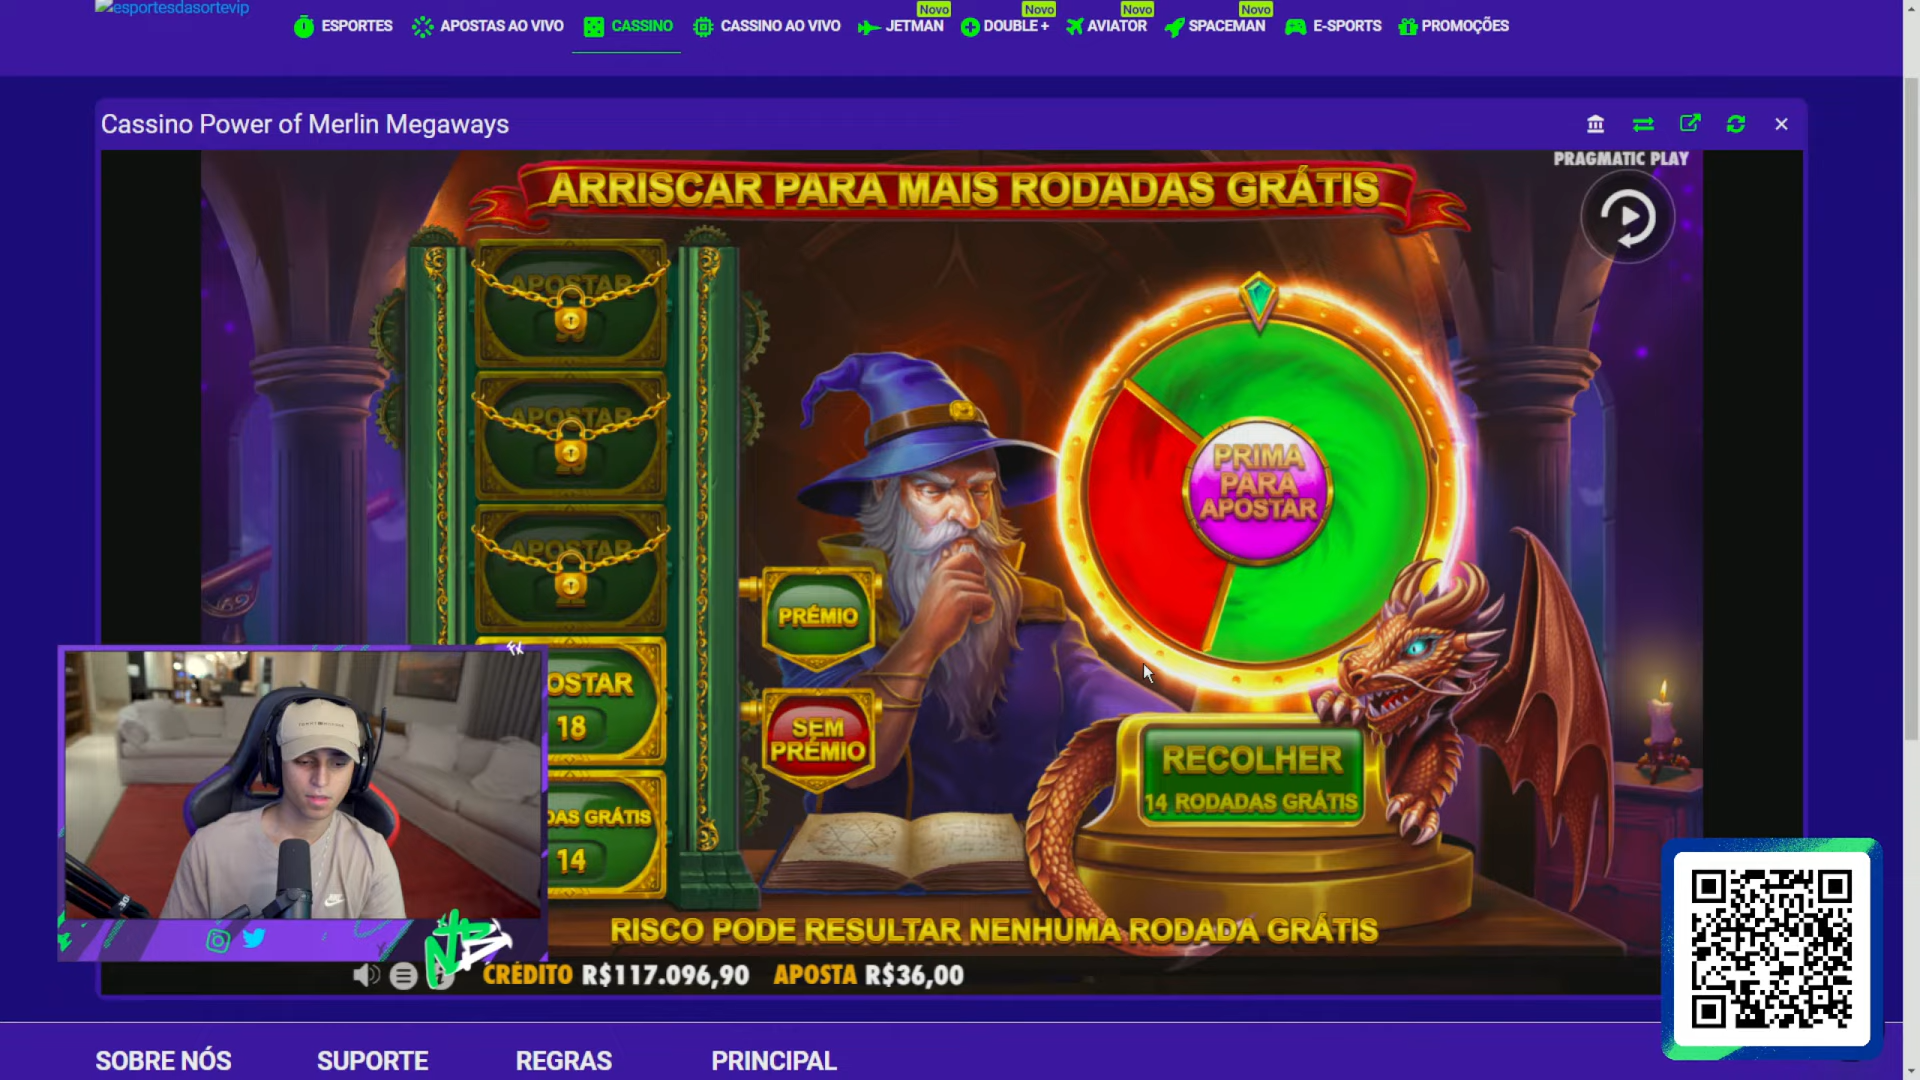 esportesdasortevip
ESPORTES
APOSTAS AO VIVO
CASSINO
CASSINO AO VIVO
Novo
JETMAN
Novo
DOUBLE +
Novo
AVIATOR
Novo
SPACEMAN
E-SPORTS
PROMOÇÕES
Cassino Power of Merlin Megaways
PRAGMATIC PLAY
ARRISCAR PARA MAIS RODADAS GRÁTIS
APOSTAR
APOSTAR
APOSTAR
OSTAR
18
DAS GRÁTIS
14
PRÉMIO
SEM
PRÉMIO
PRIMA
PARA
APOSTAR
RECOLHER
14 RODADAS GRÁTIS
RISCO PODE RESULTAR NENHUMA RODADA GRÁTIS
CRÉDITO R$117.096,90 APOSTA R$36,00
SOBRE NÓS
SUPORTE
REGRAS
PRINCIPAL